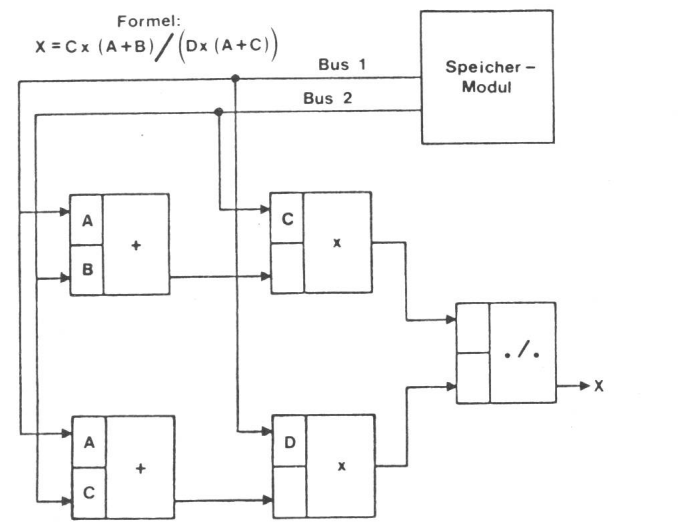 Formel:
X = C x (A+B) / (D x (A+C))
Bus 1
Speicher-
Modul
Bus 2
A
+
B
C
x
./.
X
A
+
C
D
x